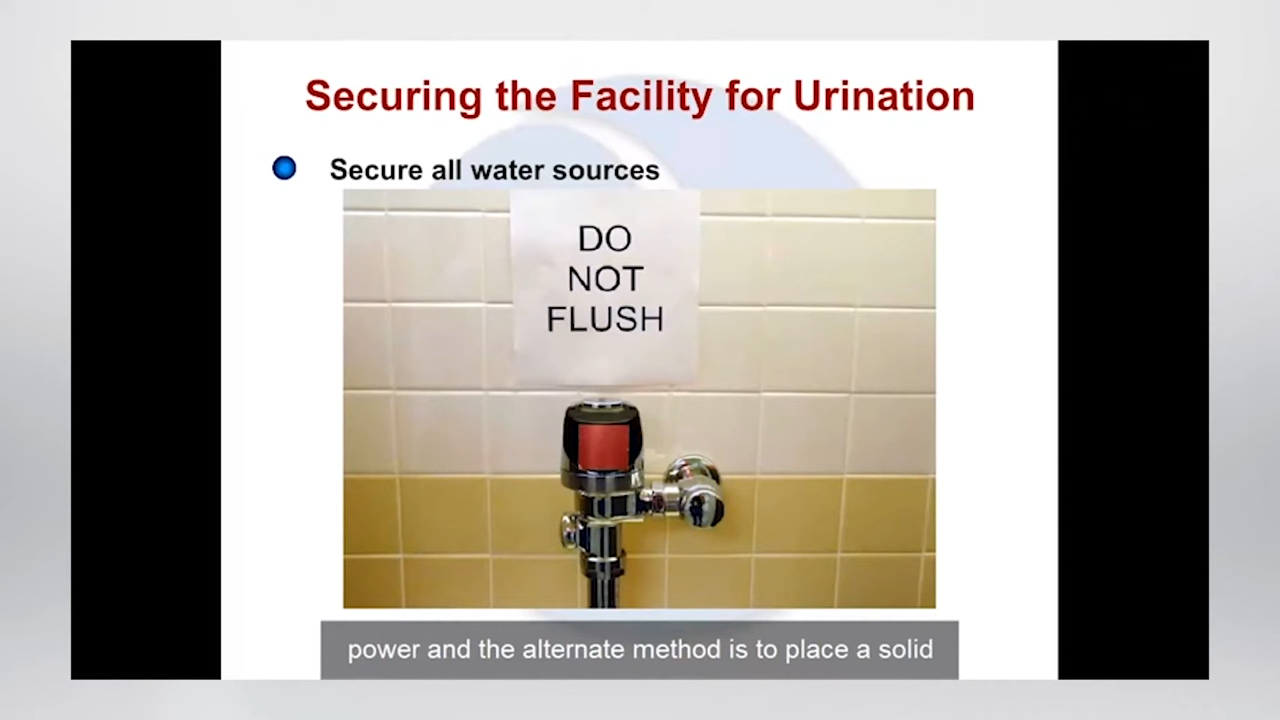 Securing the Facility for Urination
Secure all water sources
DO
NOT
FLUSH
power and the alternate method is to place a solid